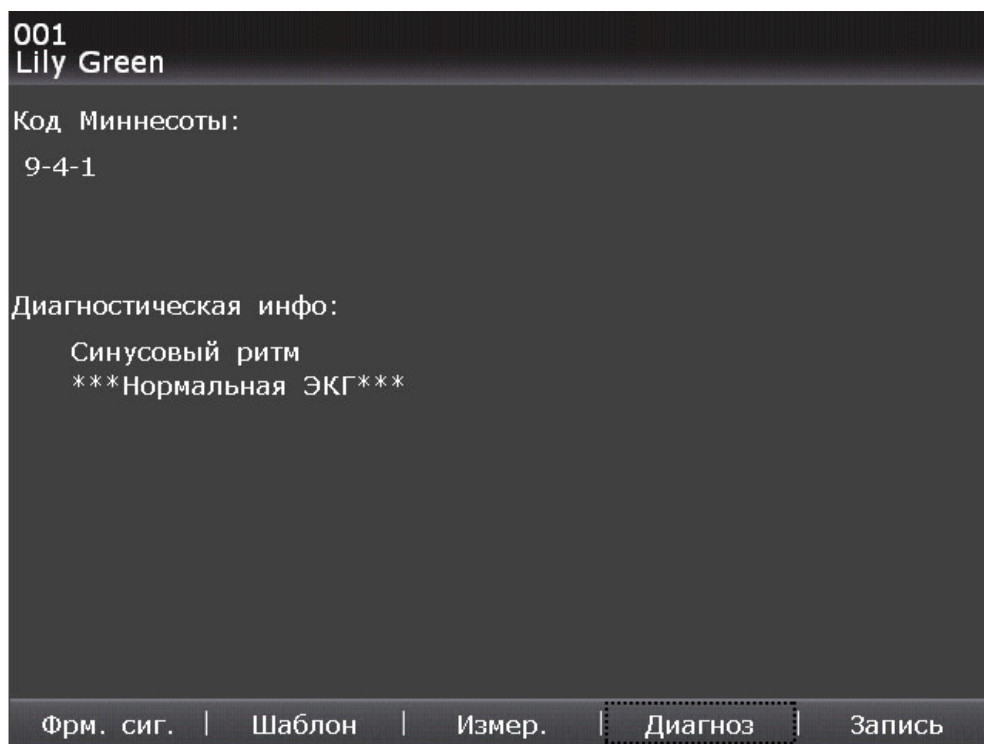 001
Lily Green
Код Миннесоты:
9-4-1
Диагностическая инфо:
Синусовый ритм
***Нормальная ЭКГ***
Фрм. сиг. | Шаблон | Измер. | Диагноз | Запись